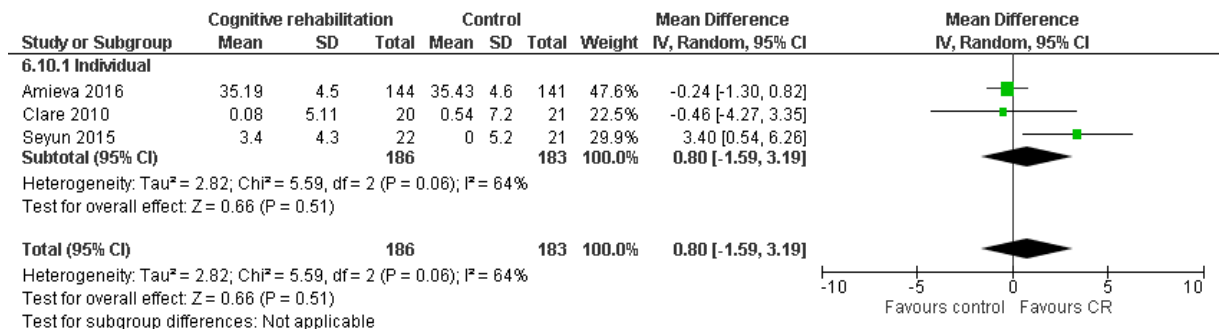 Cognitive rehabilitation Control Mean Difference Mean Difference
Study or Subgroup Mean SD Total Mean SD Total Weight IV, Random, 95% CI IV, Random, 95% CI
6.10.1 Individual
Amieva 2016 35.19 4.5 144 35.43 4.6 141 47.6% -0.24 [-1.30, 0.82]
Clare 2010 0.08 5.11 20 0.54 7.2 21 22.5% -0.46 [-4.27, 3.35]
Seyun 2015 3.4 4.3 22 0 5.2 21 29.9% 3.40 [0.54, 6.26]
Subtotal (95% CI) 186 183 100.0% 0.80 [-1.59, 3.19]
Heterogeneity: Tau² = 2.82; Chi² = 5.59, df = 2 (P = 0.06); I² = 64%
Test for overall effect: Z = 0.66 (P = 0.51)
Total (95% CI) 186 183 100.0% 0.80 [-1.59, 3.19]
Heterogeneity: Tau² = 2.82; Chi² = 5.59, df = 2 (P = 0.06); I² = 64%
Test for overall effect: Z = 0.66 (P = 0.51)
Test for subgroup differences: Not applicable
-10 -5 0 5 10
Favours control Favours CR